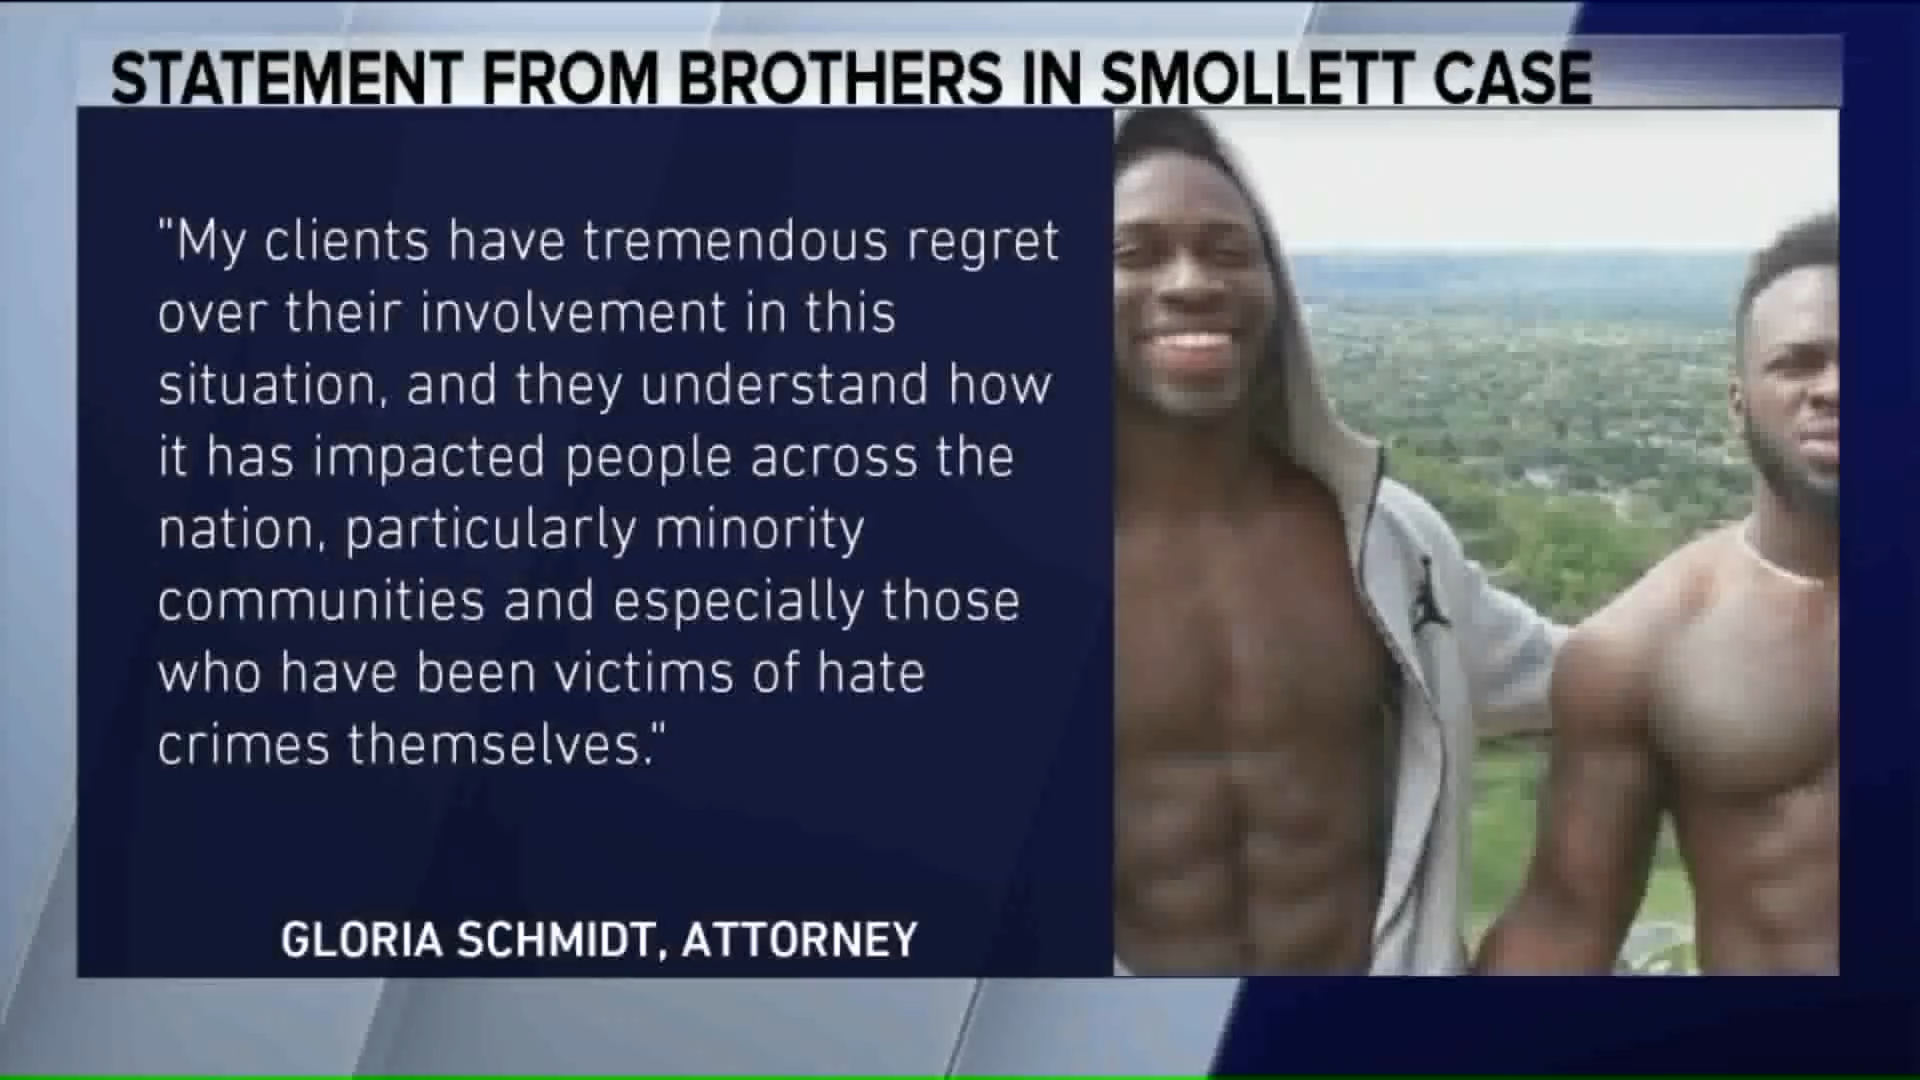 STATEMENT FROM BROTHERS IN SMOLLETT CASE
"My clients have tremendous regret
over their involvement in this
situation, and they understand how
it has impacted people across the
nation, particularly minority
communities and especially those
who have been victims of hate
crimes themselves."
GLORIA SCHMIDT, ATTORNEY